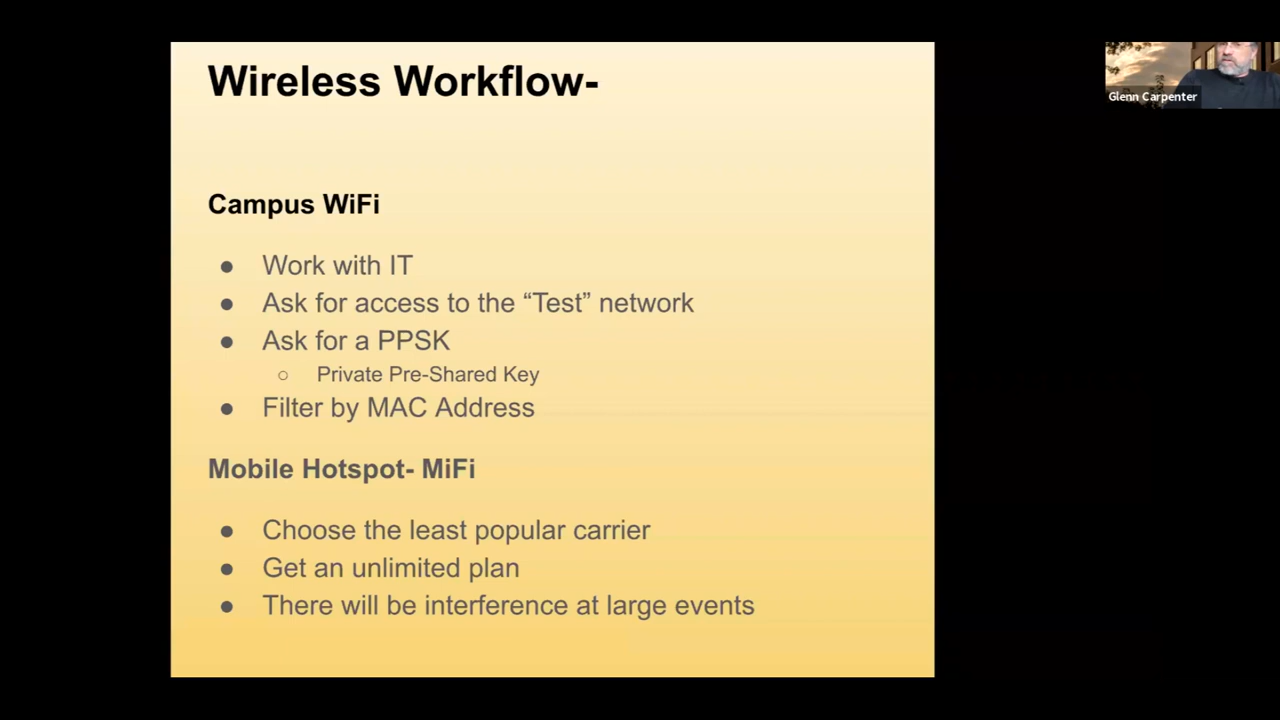 Wireless Workflow-
Glenn Carpenter
Campus WiFi
● Work with IT
● Ask for access to the “Test” network
● Ask for a PPSK
○ Private Pre-Shared Key
● Filter by MAC Address
Mobile Hotspot- MiFi
● Choose the least popular carrier
● Get an unlimited plan
● There will be interference at large events